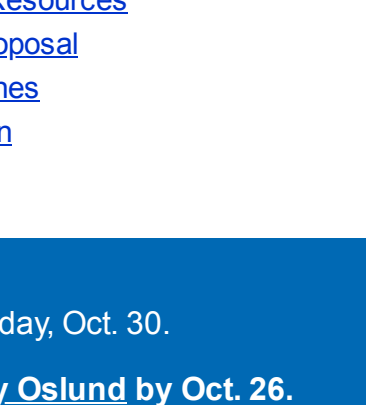 Resources
oposal
nes
n
day, Oct. 30.
y Oslund by Oct. 26.